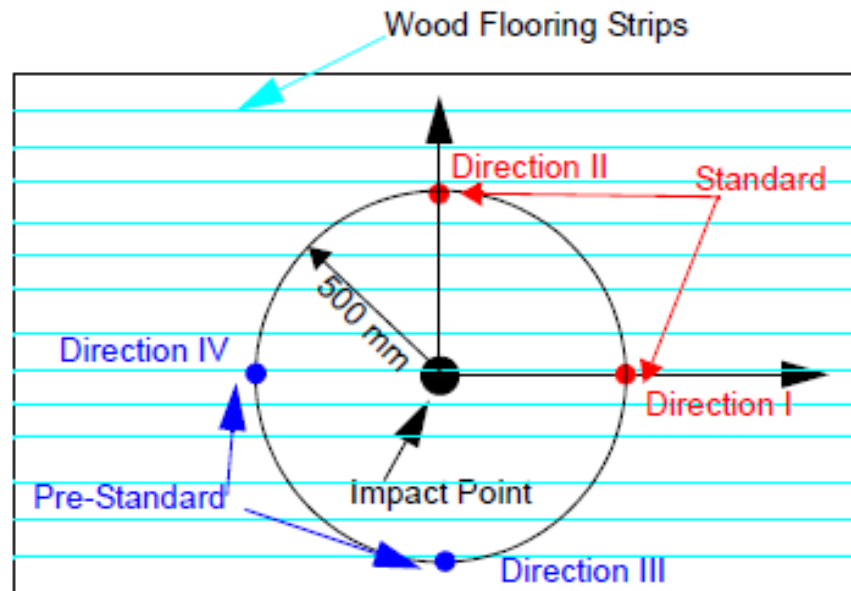 Wood Flooring Strips
Direction II
Standard
500 mm
Direction IV
Direction I
Pre-Standard
Impact Point
Direction III